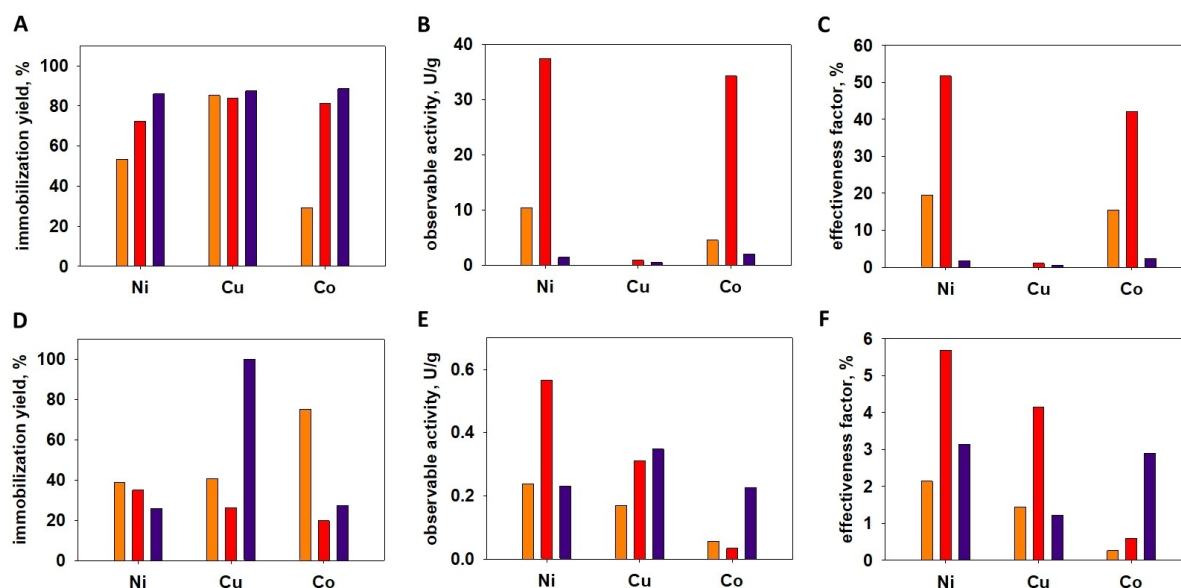 A
immobilization yield, %
100
80
60
40
20
0
Ni Cu Co
B
observable activity, U/g
40
30
20
10
0
Ni Cu Co
C
effectiveness factor, %
60
50
40
30
20
10
0
Ni Cu Co
D
immobilization yield, %
100
80
60
40
20
0
Ni Cu Co
E
observable activity, U/g
0.6
0.4
0.2
0.0
Ni Cu Co
F
effectiveness factor, %
6
5
4
3
2
1
0
Ni Cu Co